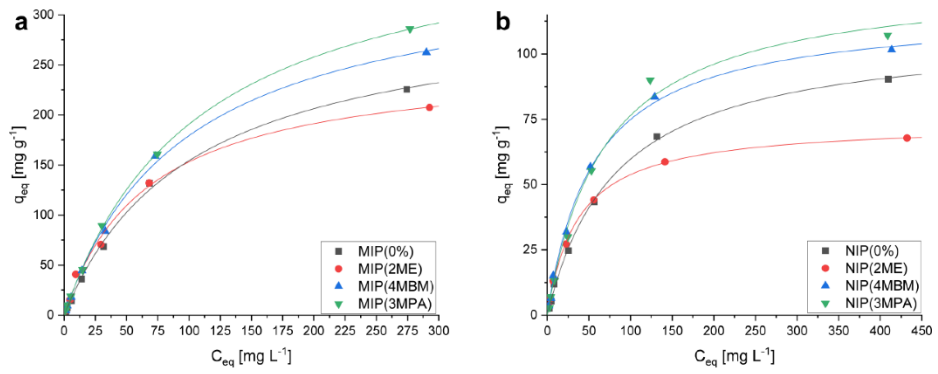 a
300
250
200
150
100
50
0
q_eq [mg g⁻¹]
0 25 50 75 100 125 150 175 200 225 250 275 300
C_eq [mg L⁻¹]
MIP(0%)
MIP(2ME)
MIP(4MBM)
MIP(3MPA)
b
100
75
50
25
0
q_eq [mg g⁻¹]
0 50 100 150 200 250 300 350 400 450
C_eq [mg L⁻¹]
NIP(0%)
NIP(2ME)
NIP(4MBM)
NIP(3MPA)